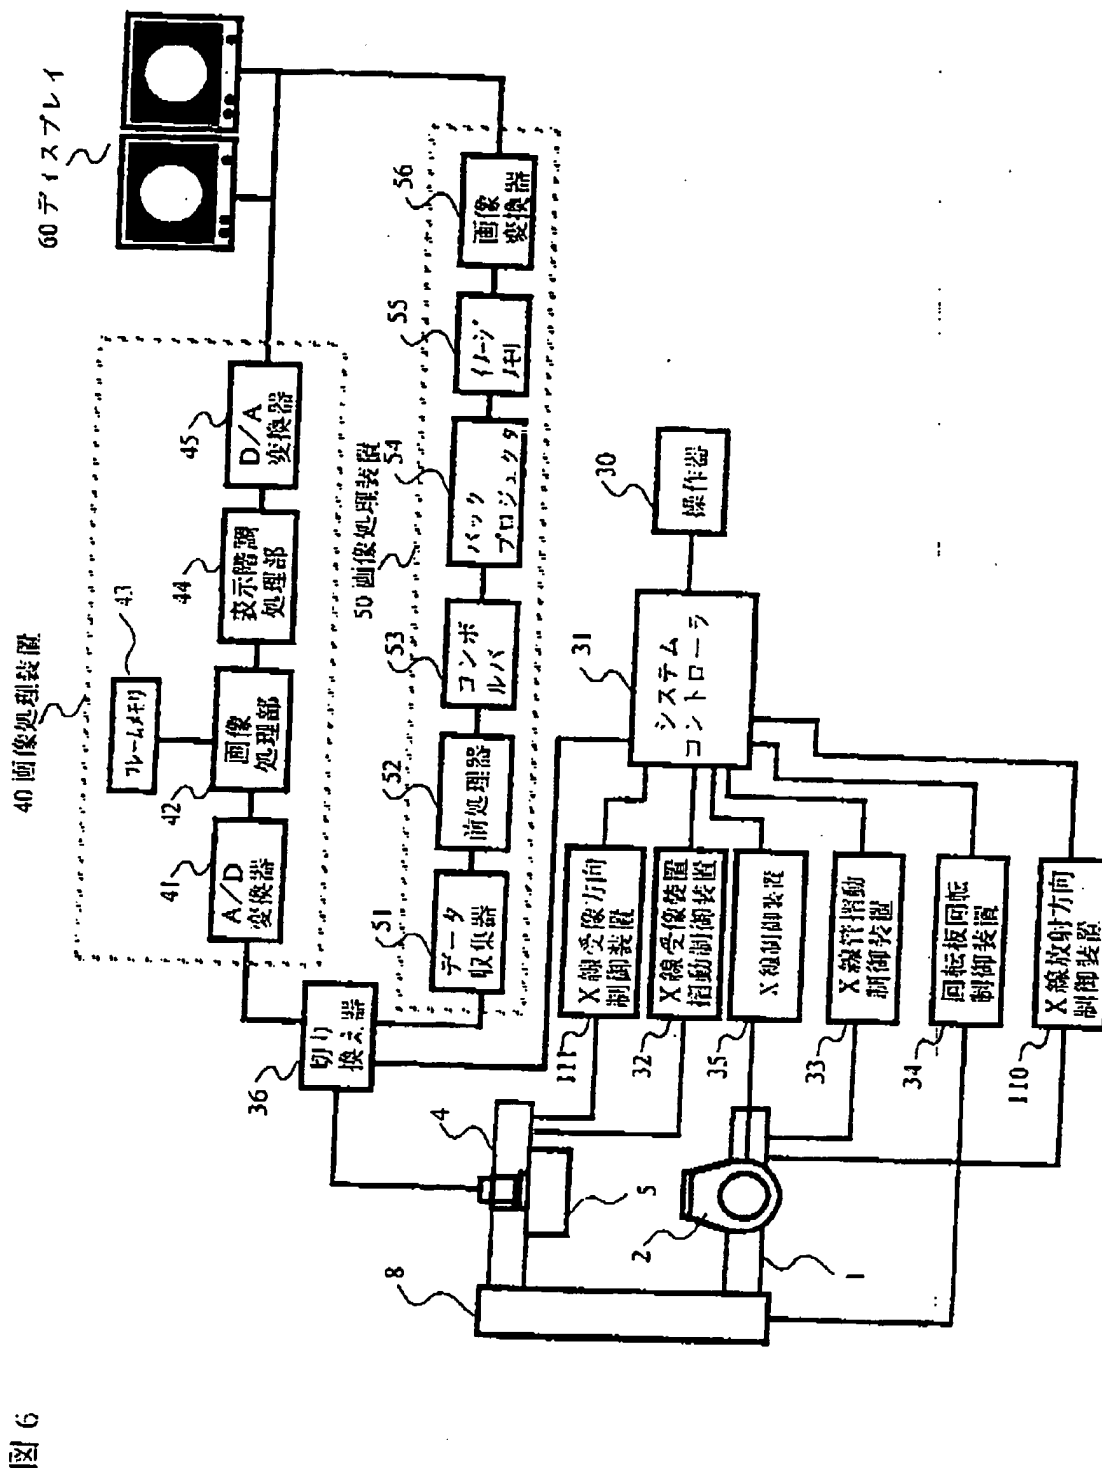 図6
40 画像処理装置
43
フレームメモリ
41
A/D
変換器
42
画像
処理部
44
表示階調
処理部
45
D/A
変換器
60 ディスプレイ
36
切り
換え器
50 画像処理装置
51
データ
収集器
52
前処理器
53
コンボ
ルバ
54
バック
プロジェクタ
55
イメージ
メモリ
56
画像
変換器
8
4
5
2
1
111
X線受像方向
制御装置
32
X線受像装置
摺動制御装置
35
X線制御装置
33
X線管摺動
制御装置
34
回転板回転
制御装置
110
X線放射方向
制御装置
31
システム
コントローラ
30
操作器